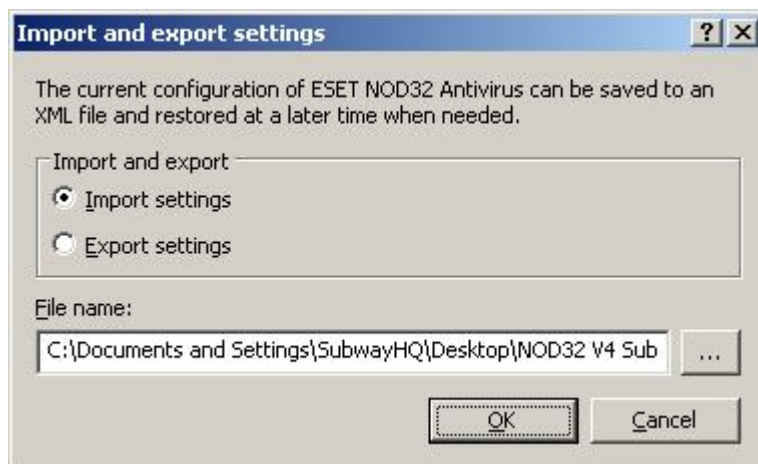 Import and export settings
? X
The current configuration of ESET NOD32 Antivirus can be saved to an
XML file and restored at a later time when needed.
Import and export
Import settings
Export settings
File name:
C:\Documents and Settings\SubwayHQ\Desktop\NOD32 V4 Sub
...
OK
Cancel